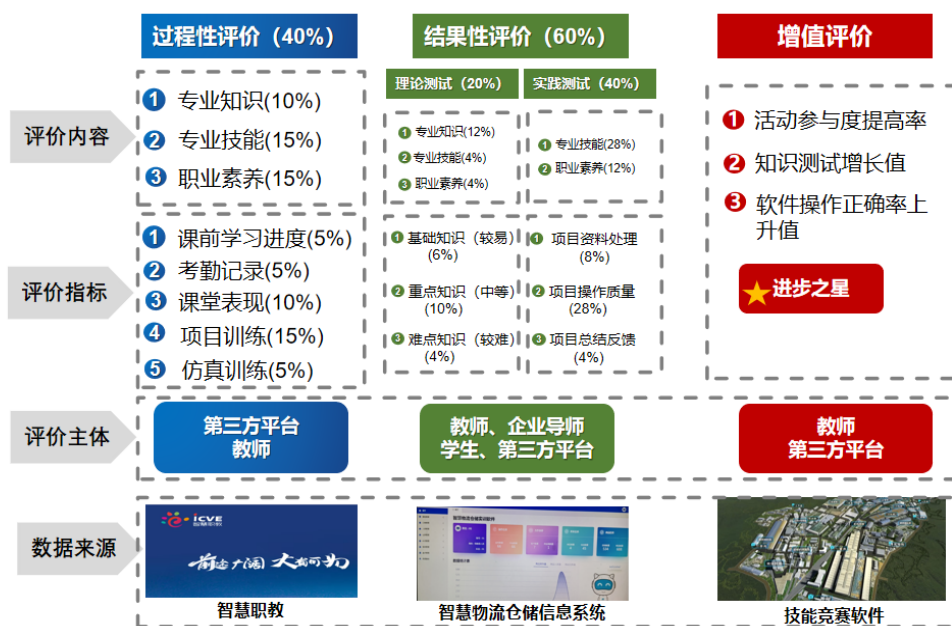 过程性评价（40%）
结果性评价（60%）
增值评价
理论测试（20%）
实践测试（40%）
评价内容
1 专业知识(10%)
2 专业技能(15%)
3 职业素养(15%)
1 专业知识(12%)
2 专业技能(4%)
3 职业素养(4%)
1 专业技能(28%)
2 职业素养(12%)
1 活动参与度提高率
2 知识测试增长值
3 软件操作正确率上
升值
进步之星
评价指标
1 课前学习进度(5%)
2 考勤记录(5%)
3 课堂表现(10%)
4 项目训练(15%)
5 仿真训练(5%)
1 基础知识（较易）
(6%)
2 重点知识（中等）
(10%)
3 难点知识（较难）
(4%)
1 项目资料处理
(8%)
2 项目操作质量
(28%)
3 项目总结反馈
(4%)
评价主体
第三方平台
教师
教师、企业导师
学生、第三方平台
教师
第三方平台
数据来源
icve
前途广阔 大有可为
智慧职教
智慧物流仓储信息系统
技能竞赛软件